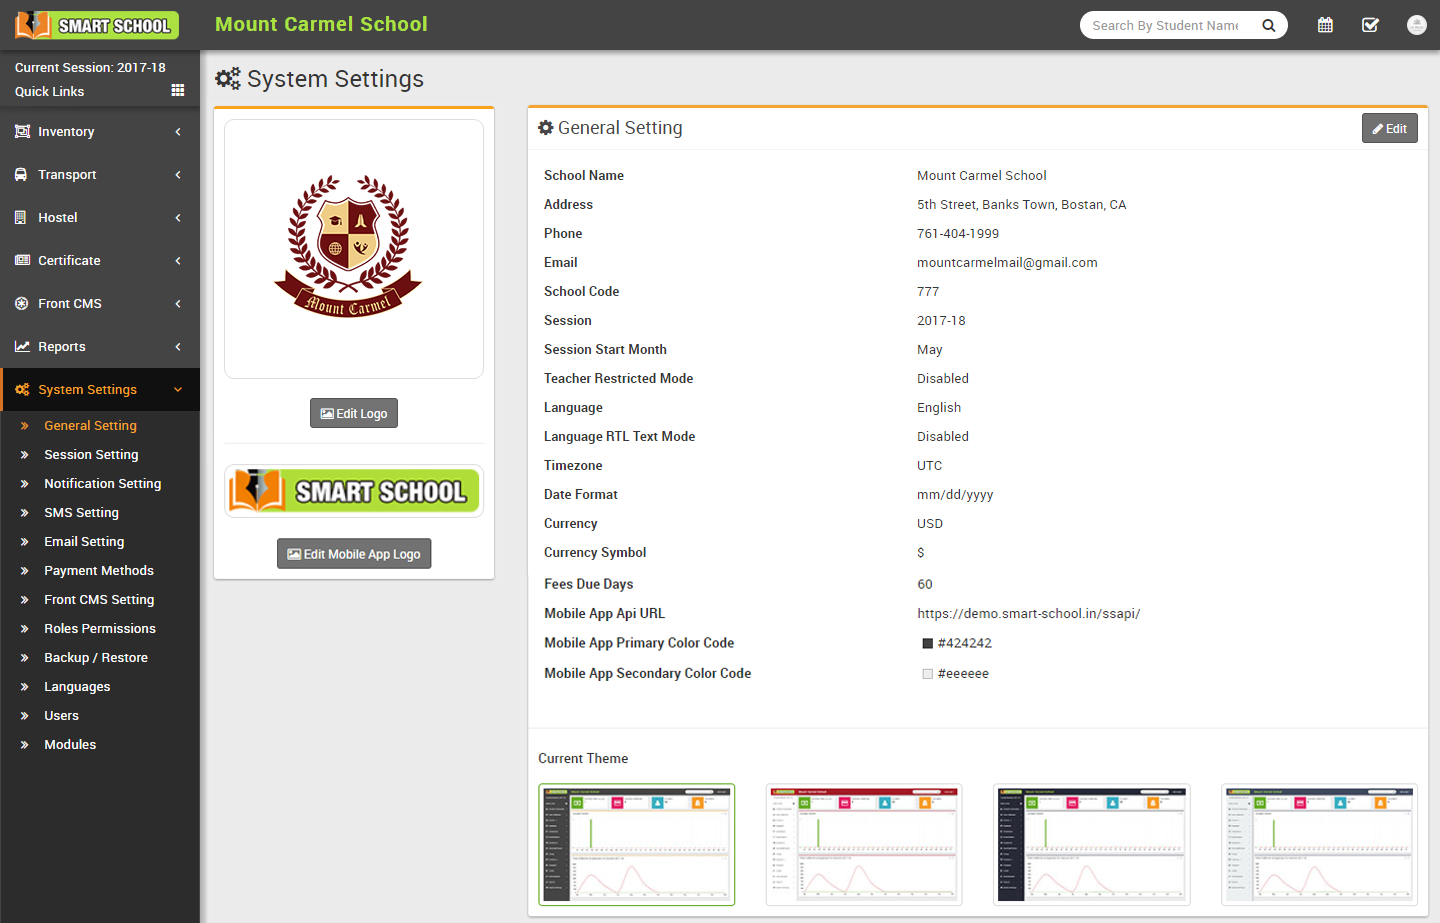 SMART SCHOOL
Mount Carmel School
Search By Student Name
Current Session: 2017-18
Quick Links
Inventory
Transport
Hostel
Certificate
Front CMS
Reports
System Settings
General Setting
Session Setting
Notification Setting
SMS Setting
Email Setting
Payment Methods
Front CMS Setting
Roles Permissions
Backup / Restore
Languages
Users
Modules
System Settings
Mount Carmel
Edit Logo
SMART SCHOOL
Edit Mobile App Logo
General Setting
Edit
School Name Mount Carmel School
Address 5th Street, Banks Town, Bostan, CA
Phone 761-404-1999
Email mountcarmelmail@gmail.com
School Code 777
Session 2017-18
Session Start Month May
Teacher Restricted Mode Disabled
Language English
Language RTL Text Mode Disabled
Timezone UTC
Date Format mm/dd/yyyy
Currency USD
Currency Symbol $
Fees Due Days 60
Mobile App Api URL https://demo.smart-school.in/ssapi/
Mobile App Primary Color Code #424242
Mobile App Secondary Color Code #eeeeee
Current Theme